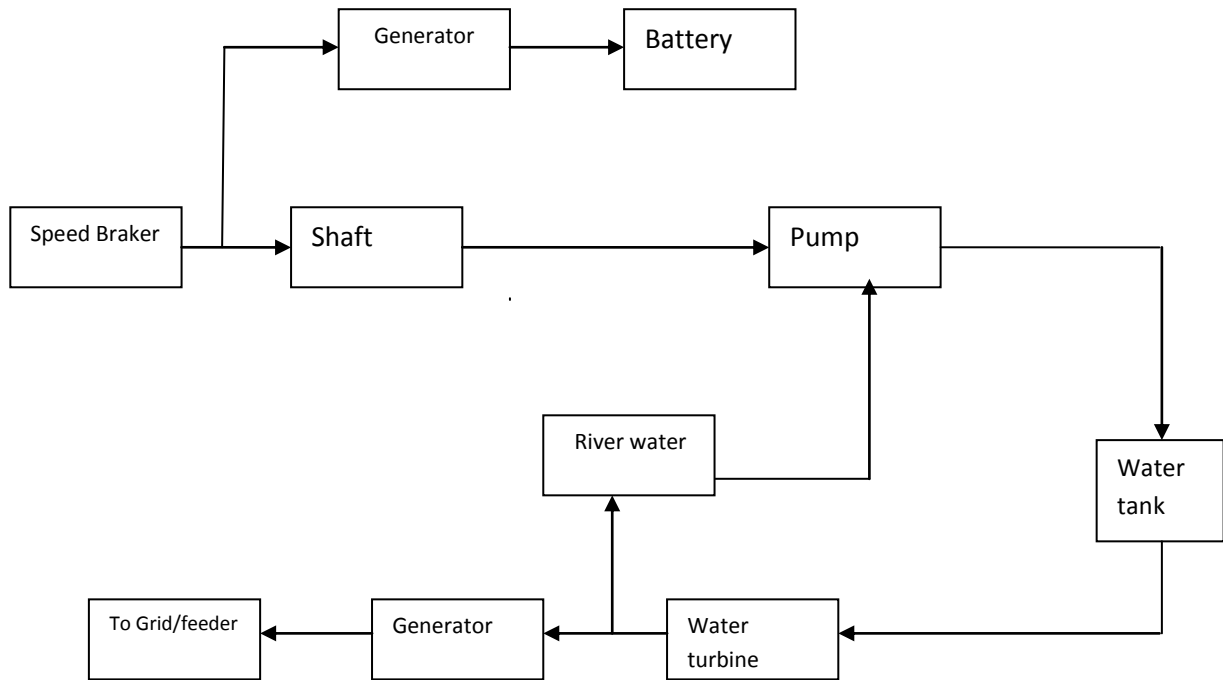 Generator
Battery
Speed Braker
Shaft
Pump
River water
Water
tank
To Grid/feeder
Generator
Water
turbine